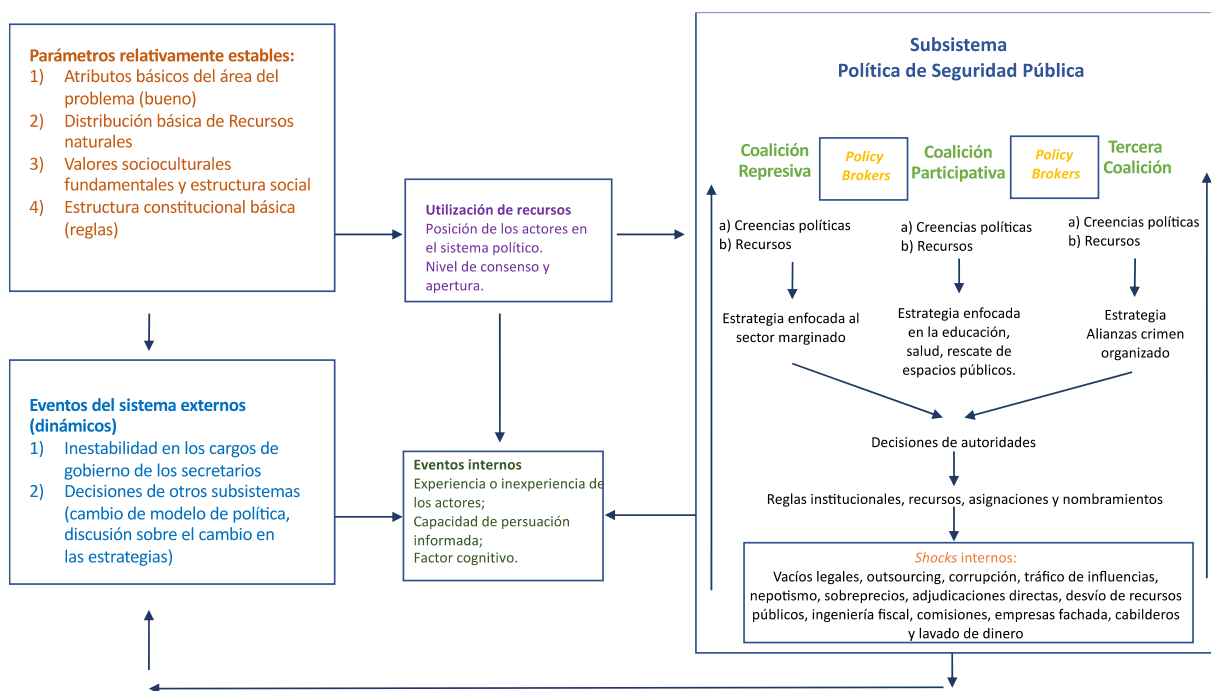 Parámetros relativamente estables:
1) Atributos básicos del área del
problema (bueno)
2) Distribución básica de Recursos
naturales
3) Valores socioculturales
fundamentales y estructura social
4) Estructura constitucional básica
(reglas)
Eventos del sistema externos
(dinámicos)
1) Inestabilidad en los cargos de
gobierno de los secretarios
2) Decisiones de otros subsistemas
(cambio de modelo de política,
discusión sobre el cambio en
las estrategias)
Utilización de recursos
Posición de los actores en
el sistema político.
Nivel de consenso y
apertura.
Eventos internos
Experiencia o inexperiencia de
los actores;
Capacidad de persuación
informada;
Factor cognitivo.
Subsistema
Política de Seguridad Pública
Coalición
Represiva
Policy
Brokers
Coalición
Participativa
Policy
Brokers
Tercera
Coalición
a) Creencias políticas
b) Recursos
a) Creencias políticas
b) Recursos
a) Creencias políticas
b) Recursos
Estrategia enfocada al
sector marginado
Estrategia enfocada
en la educación,
salud, rescate de
espacios públicos.
Estrategia
Alianzas crimen
organizado
Decisiones de autoridades
Reglas institucionales, recursos, asignaciones y nombramientos
Shocks internos:
Vacíos legales, outsourcing, corrupción, tráfico de influencias,
nepotismo, sobreprecios, adjudicaciones directas, desvío de recursos
públicos, ingeniería fiscal, comisiones, empresas fachada, cabilderos
y lavado de dinero